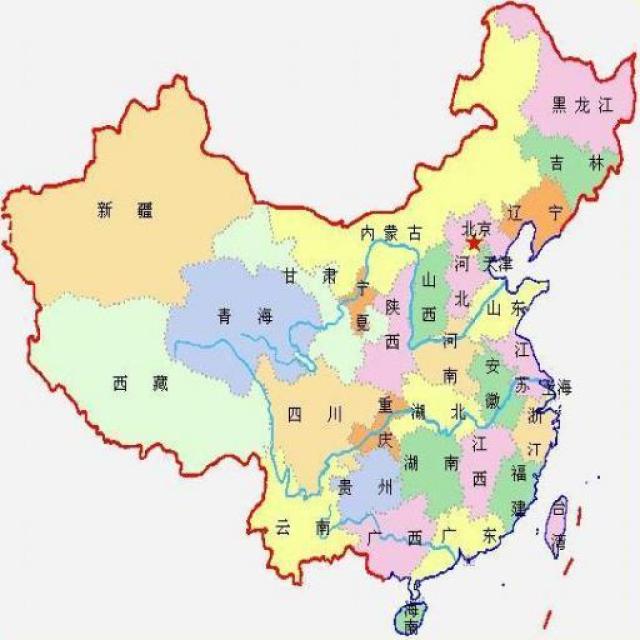 黑龙江
吉林
辽宁
新疆
内蒙古
北京
天津
河北
甘肃
宁夏
山西
陕西
山东
青海
河南
江苏
安徽
上海
西藏
四川
重庆
湖北
浙江
湖南
江西
福建
贵州
云南
广西
广东
台湾
海南